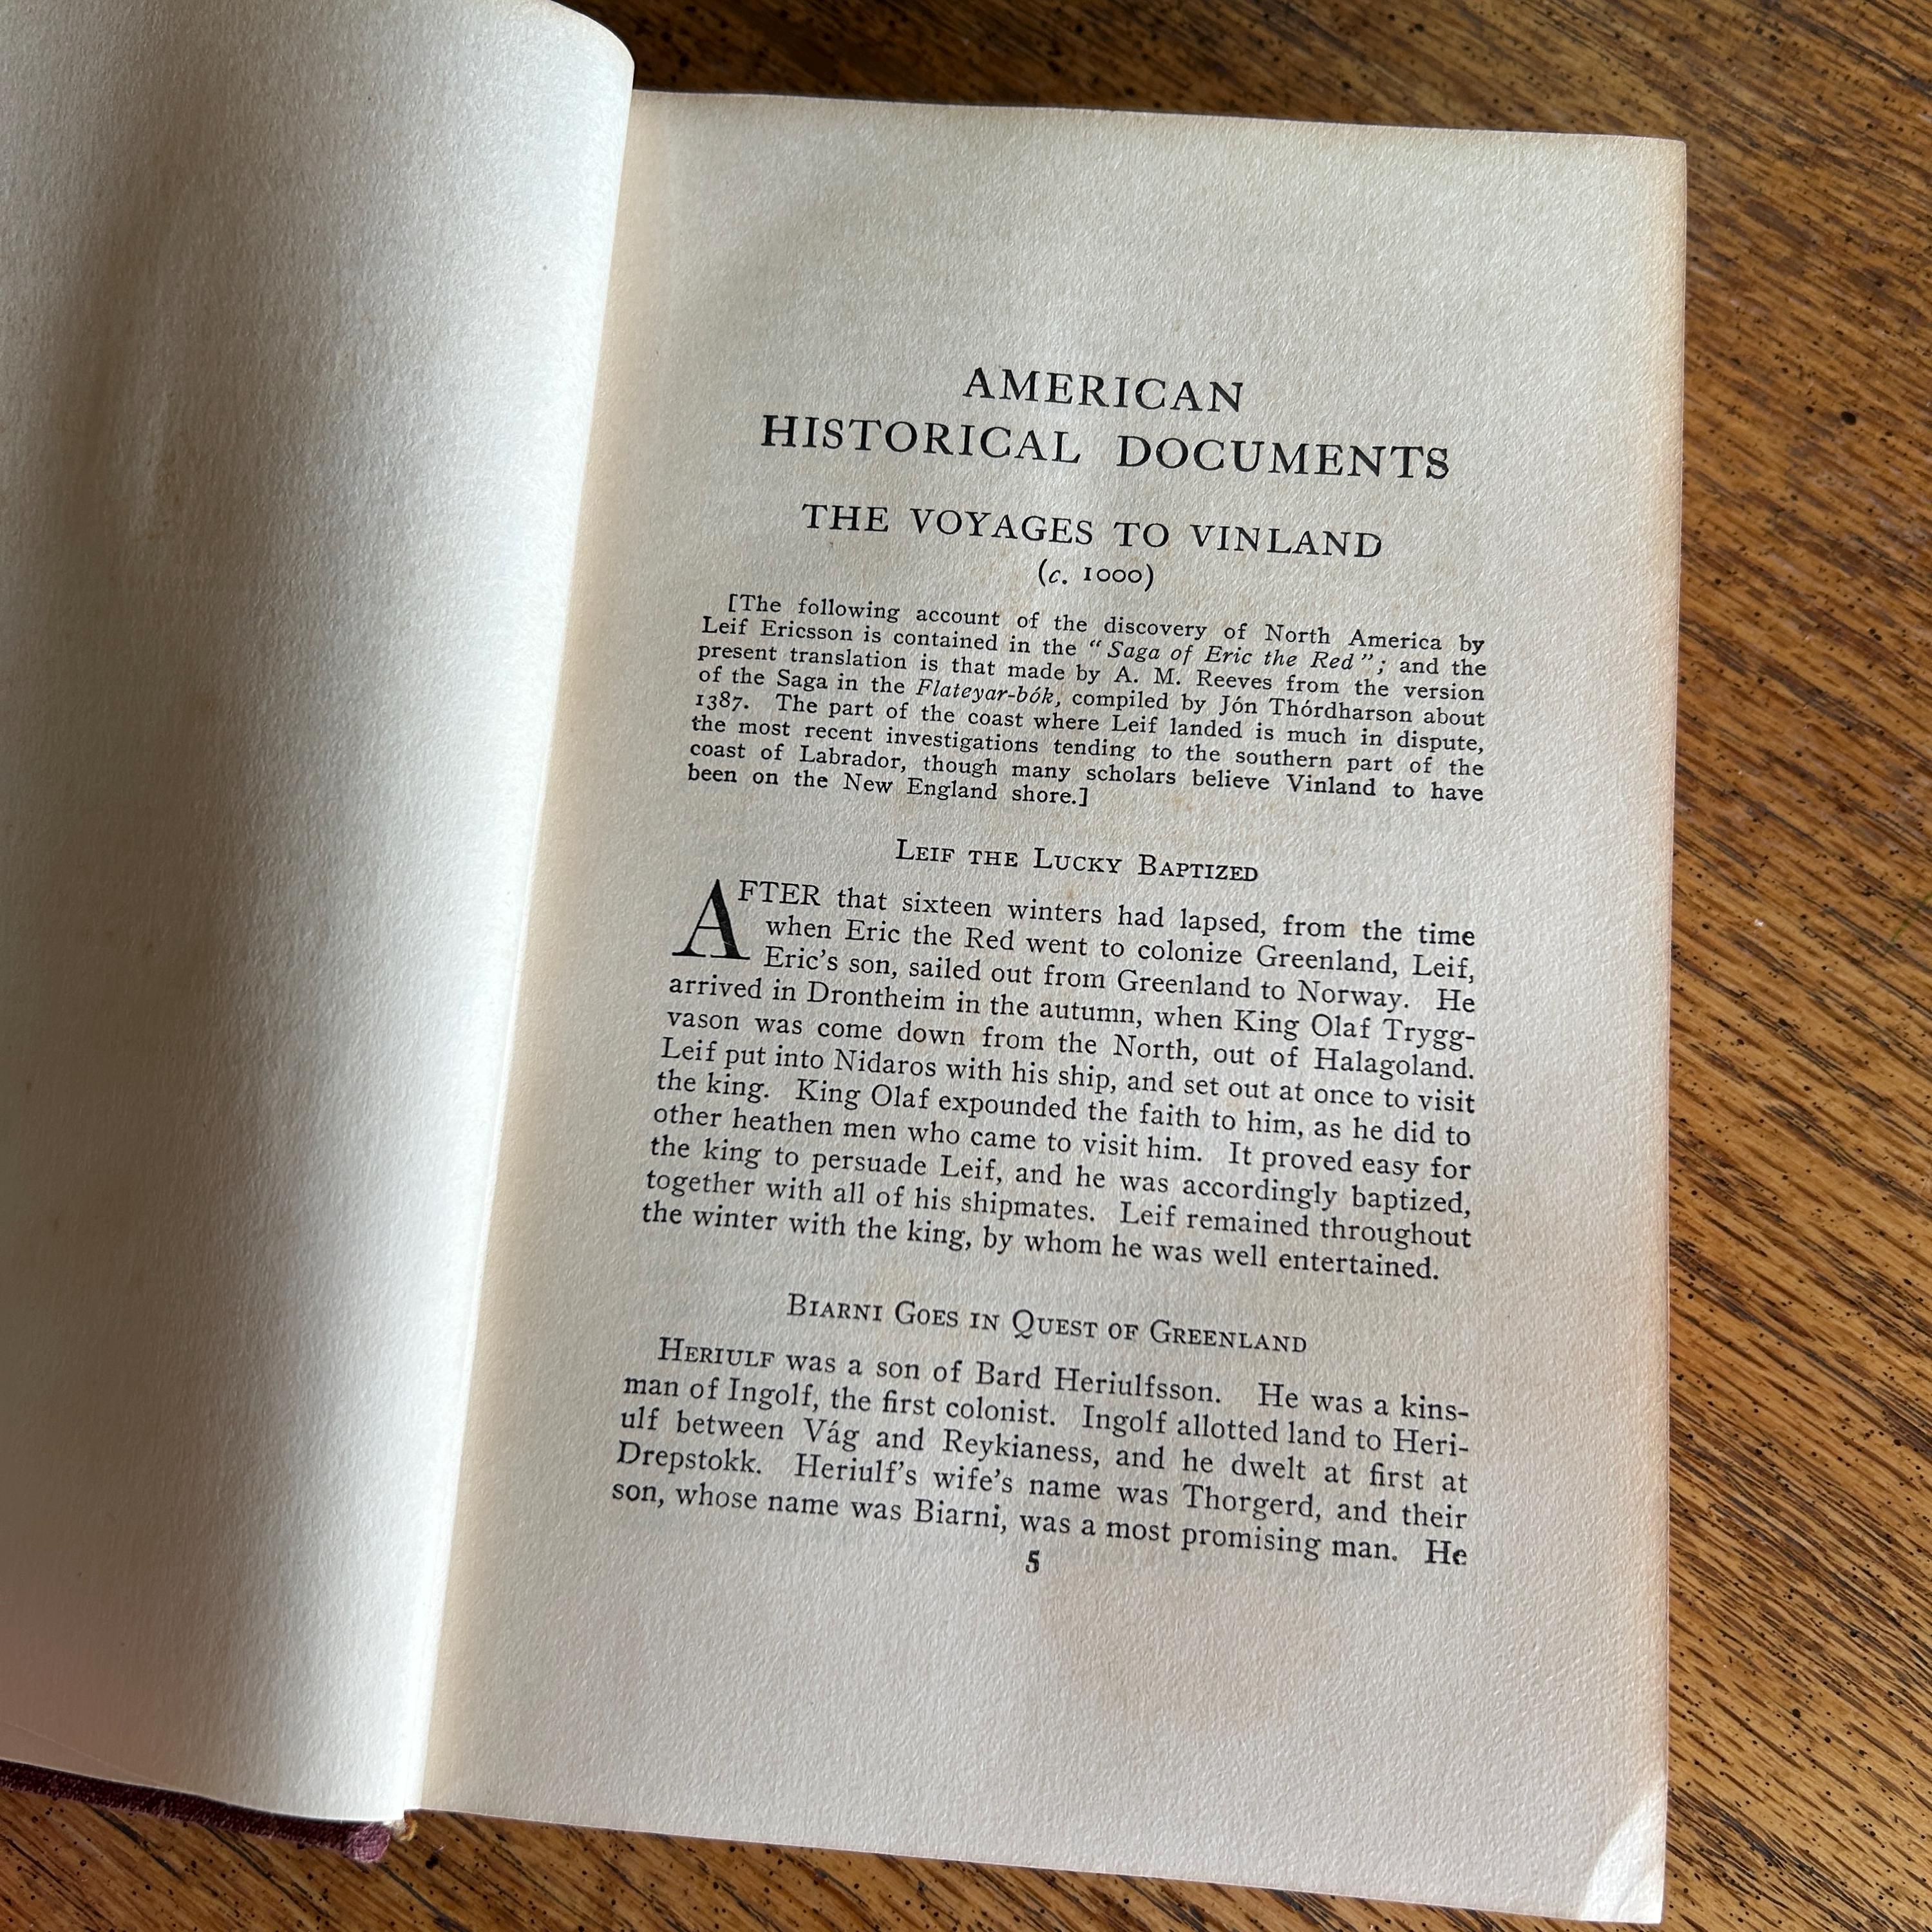 AMERICAN
HISTORICAL DOCUMENTS
THE VOYAGES TO VINLAND
(c. 1000)
[The following account of the discovery of North America by
Leif Ericsson is contained in the “Saga of Eric the Red”; and the
present translation is that made by A. M. Reeves from the version
of the Saga in the Flateyar-bók, compiled by Jón Thórdharson about
1387. The part of the coast where Leif landed is much in dispute,
the most recent investigations tending to the southern part of the
coast of Labrador, though many scholars believe Vinland to have
been on the New England shore.]
LEIF THE LUCKY BAPTIZED
AFTER that sixteen winters had lapsed, from the time
when Eric the Red went to colonize Greenland, Leif,
Eric’s son, sailed out from Greenland to Norway. He
arrived in Drontheim in the autumn, when King Olaf Trygg-
vason was come down from the North, out of Halagoland.
Leif put into Nidaros with his ship, and set out at once to visit
the king. King Olaf expounded the faith to him, as he did to
other heathen men who came to visit him. It proved easy for
the king to persuade Leif, and he was accordingly baptized,
together with all of his shipmates. Leif remained throughout
the winter with the king, by whom he was well entertained.
BIARNI GOES IN QUEST OF GREENLAND
HERIULF was a son of Bard Heriulfsson. He was a kins-
man of Ingolf, the first colonist. Ingolf allotted land to Heri-
ulf between Vág and Reykianess, and he dwelt at first at
Drepstokk. Heriulf’s wife’s name was Thorgerd, and their
son, whose name was Biarni, was a most promising man. He
5